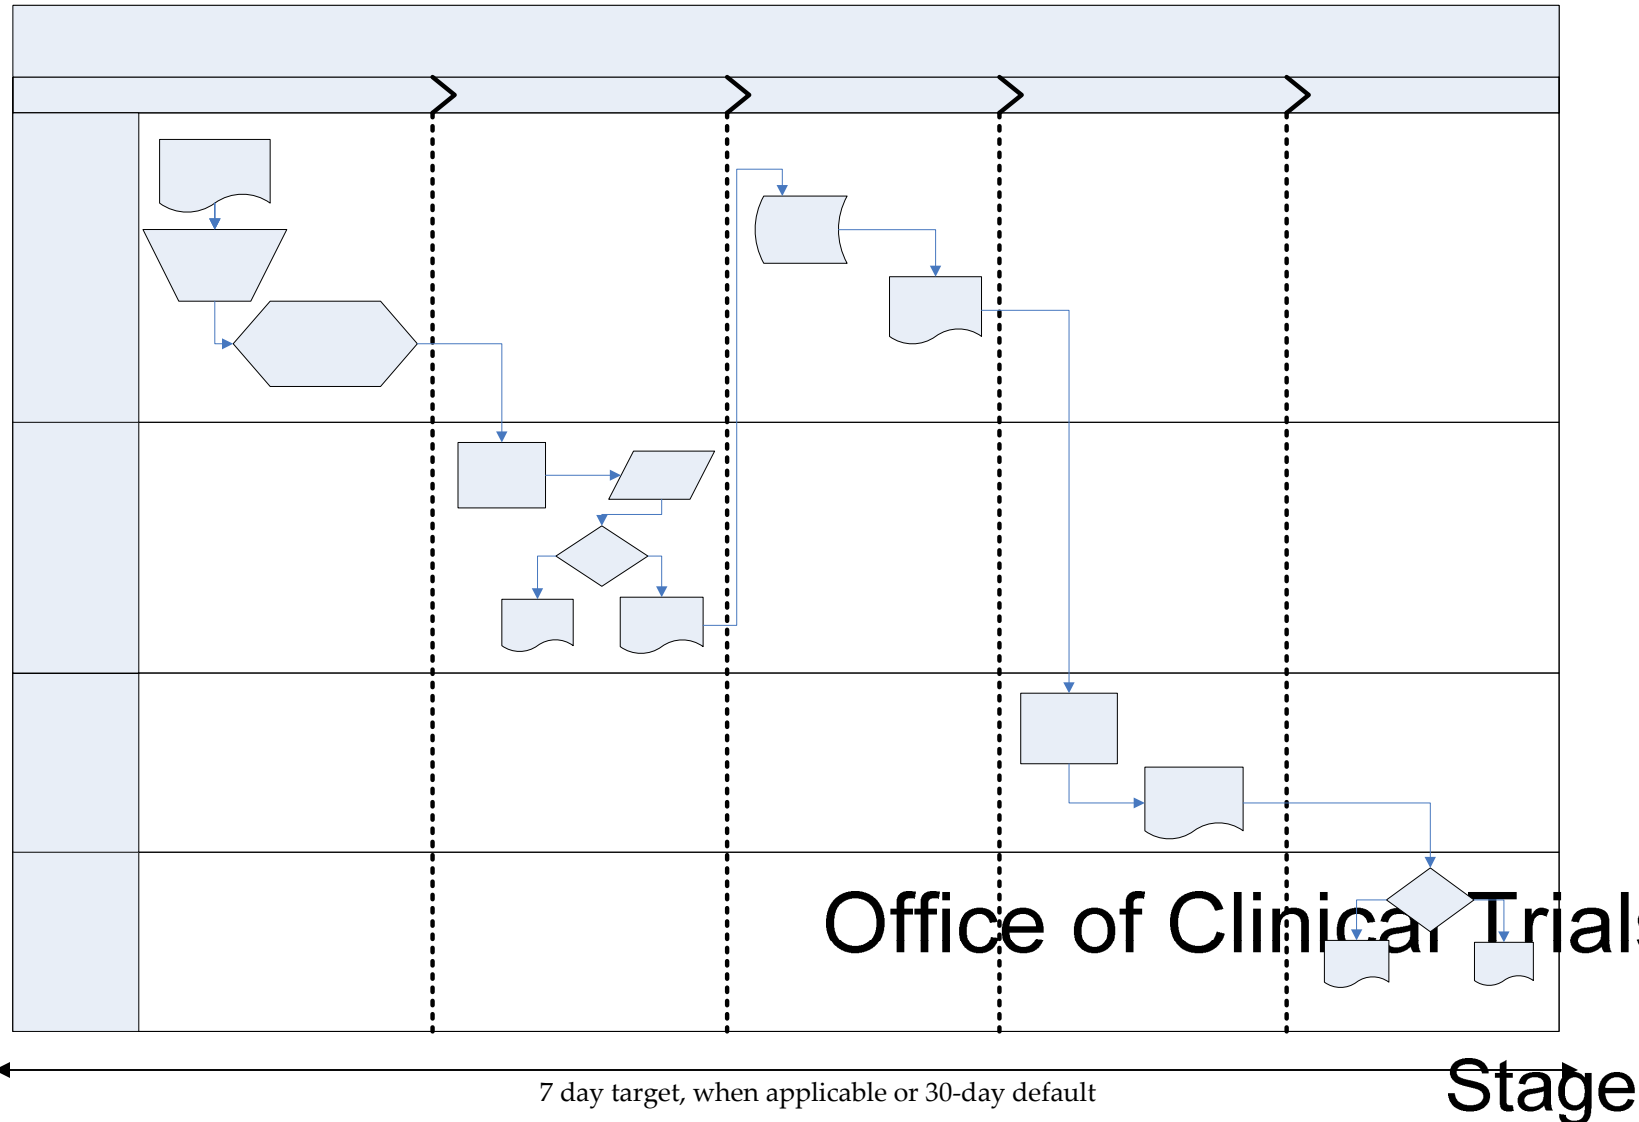 Office of Clinical Trials
7 day target, when applicable or 30-day default
Stage